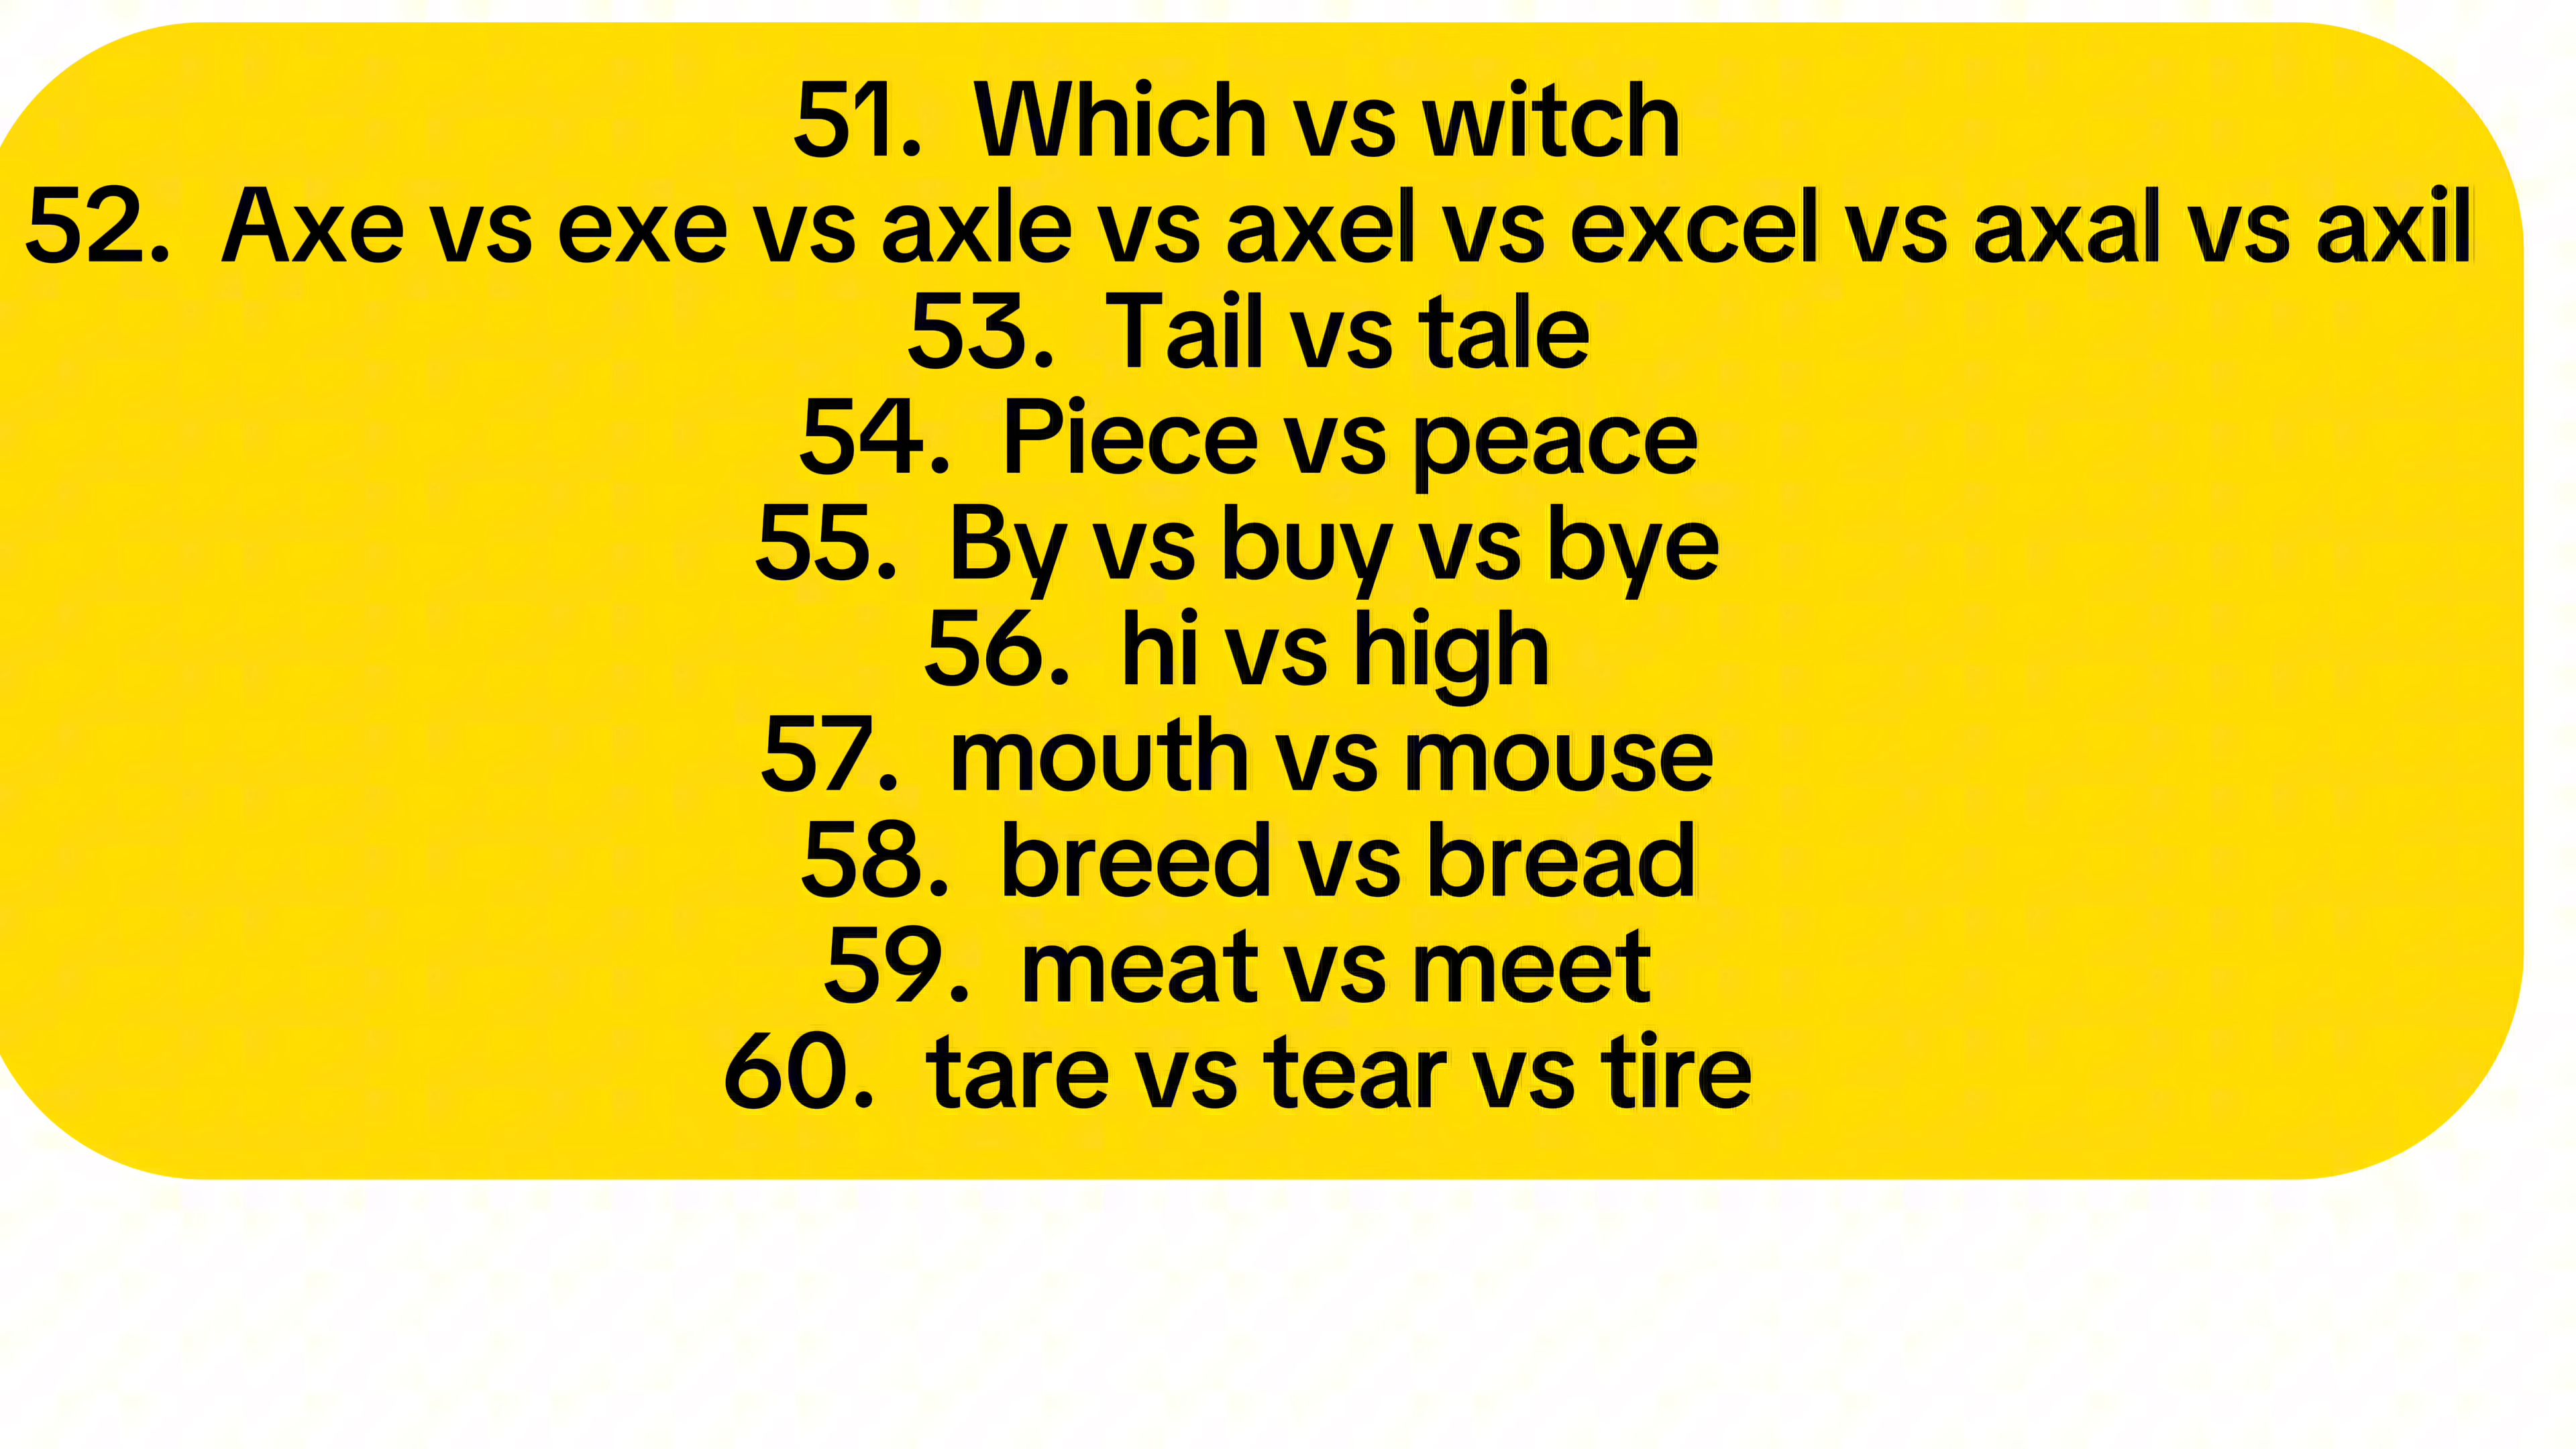 51. Which vs witch
52. Axe vs exe vs axle vs axel vs excel vs axal vs axil
53. Tail vs tale
54. Piece vs peace
55. By vs buy vs bye
56. hi vs high
57. mouth vs mouse
58. breed vs bread
59. meat vs meet
60. tare vs tear vs tire